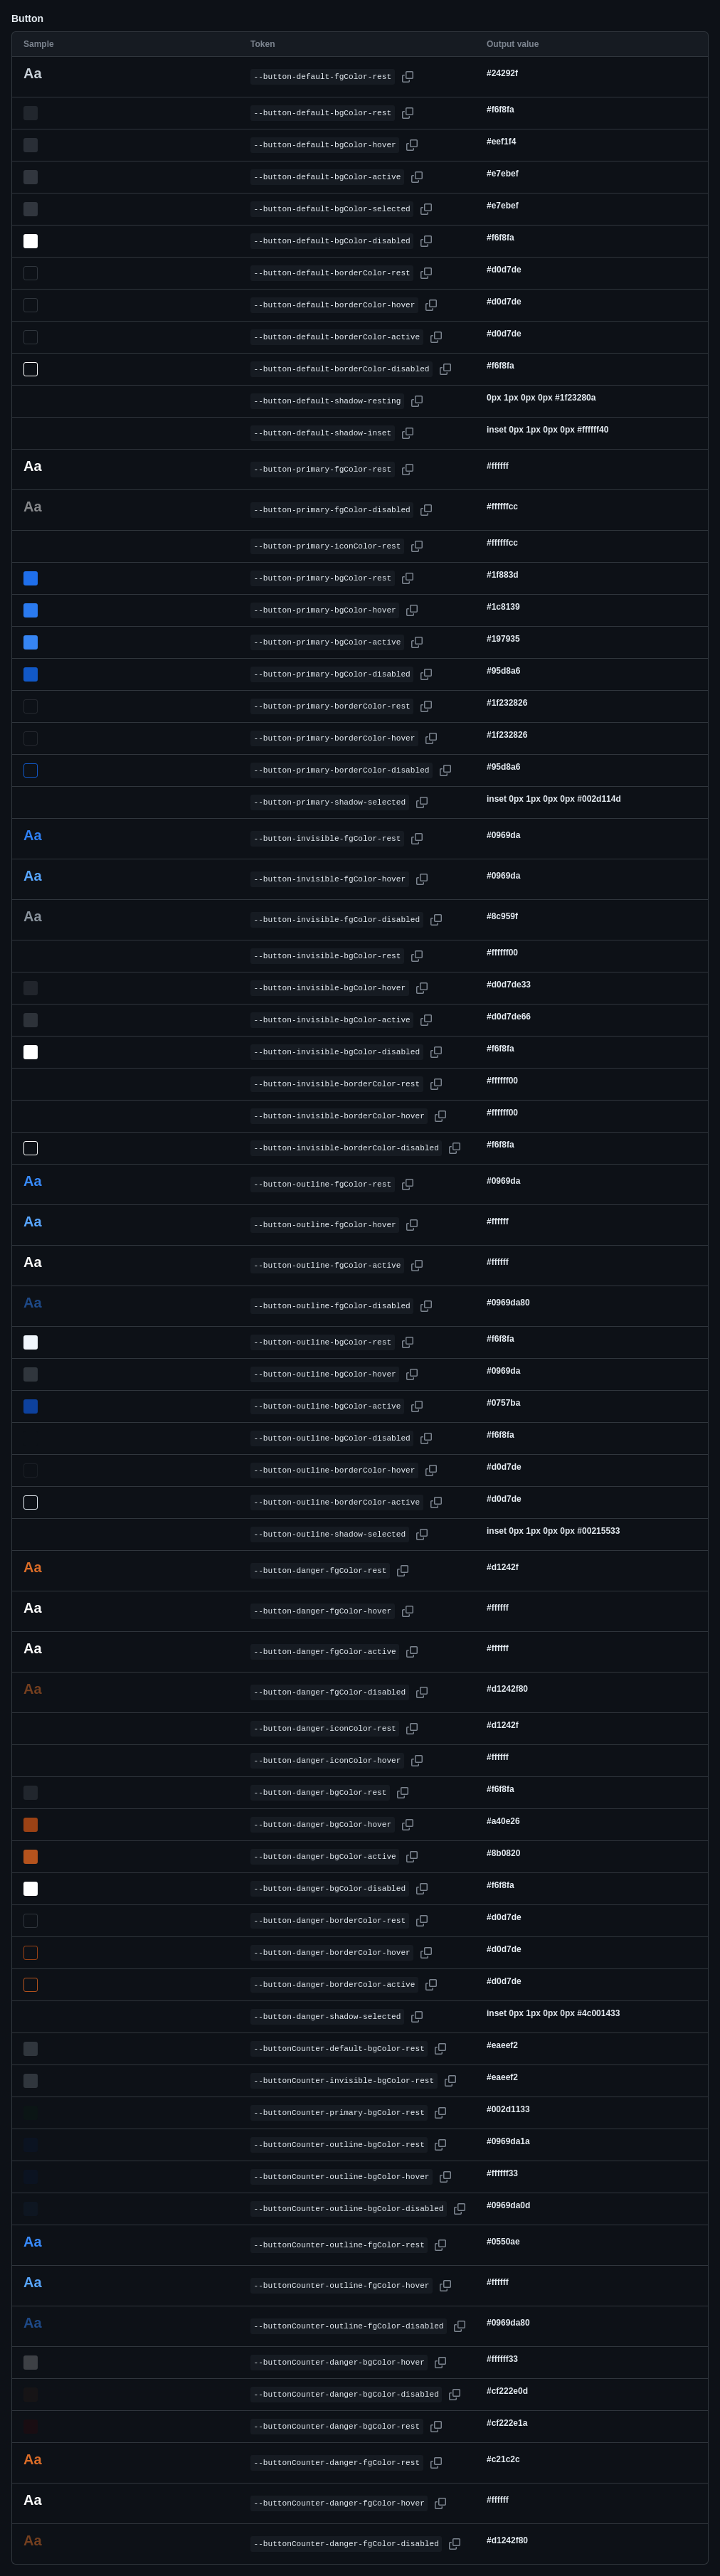 Button
Sample Token Output value
Aa --button-default-fgColor-rest #24292f
--button-default-bgColor-rest #f6f8fa
--button-default-bgColor-hover #eef1f4
--button-default-bgColor-active #e7ebef
--button-default-bgColor-selected #e7ebef
--button-default-bgColor-disabled #f6f8fa
--button-default-borderColor-rest #d0d7de
--button-default-borderColor-hover #d0d7de
--button-default-borderColor-active #d0d7de
--button-default-borderColor-disabled #f6f8fa
--button-default-shadow-resting 0px 1px 0px 0px #1f23280a
--button-default-shadow-inset inset 0px 1px 0px 0px #ffffff40
Aa --button-primary-fgColor-rest #ffffff
Aa --button-primary-fgColor-disabled #ffffffcc
--button-primary-iconColor-rest #ffffffcc
--button-primary-bgColor-rest #1f883d
--button-primary-bgColor-hover #1c8139
--button-primary-bgColor-active #197935
--button-primary-bgColor-disabled #95d8a6
--button-primary-borderColor-rest #1f232826
--button-primary-borderColor-hover #1f232826
--button-primary-borderColor-disabled #95d8a6
--button-primary-shadow-selected inset 0px 1px 0px 0px #002d114d
Aa --button-invisible-fgColor-rest #0969da
Aa --button-invisible-fgColor-hover #0969da
Aa --button-invisible-fgColor-disabled #8c959f
--button-invisible-bgColor-rest #ffffff00
--button-invisible-bgColor-hover #d0d7de33
--button-invisible-bgColor-active #d0d7de66
--button-invisible-bgColor-disabled #f6f8fa
--button-invisible-borderColor-rest #ffffff00
--button-invisible-borderColor-hover #ffffff00
--button-invisible-borderColor-disabled #f6f8fa
Aa --button-outline-fgColor-rest #0969da
Aa --button-outline-fgColor-hover #ffffff
Aa --button-outline-fgColor-active #ffffff
Aa --button-outline-fgColor-disabled #0969da80
--button-outline-bgColor-rest #f6f8fa
--button-outline-bgColor-hover #0969da
--button-outline-bgColor-active #0757ba
--button-outline-bgColor-disabled #f6f8fa
--button-outline-borderColor-hover #d0d7de
--button-outline-borderColor-active #d0d7de
--button-outline-shadow-selected inset 0px 1px 0px 0px #00215533
Aa --button-danger-fgColor-rest #d1242f
Aa --button-danger-fgColor-hover #ffffff
Aa --button-danger-fgColor-active #ffffff
Aa --button-danger-fgColor-disabled #d1242f80
--button-danger-iconColor-rest #d1242f
--button-danger-iconColor-hover #ffffff
--button-danger-bgColor-rest #f6f8fa
--button-danger-bgColor-hover #a40e26
--button-danger-bgColor-active #8b0820
--button-danger-bgColor-disabled #f6f8fa
--button-danger-borderColor-rest #d0d7de
--button-danger-borderColor-hover #d0d7de
--button-danger-borderColor-active #d0d7de
--button-danger-shadow-selected inset 0px 1px 0px 0px #4c001433
--buttonCounter-default-bgColor-rest #eaeef2
--buttonCounter-invisible-bgColor-rest #eaeef2
--buttonCounter-primary-bgColor-rest #002d1133
--buttonCounter-outline-bgColor-rest #0969da1a
--buttonCounter-outline-bgColor-hover #ffffff33
--buttonCounter-outline-bgColor-disabled #0969da0d
Aa --buttonCounter-outline-fgColor-rest #0550ae
Aa --buttonCounter-outline-fgColor-hover #ffffff
Aa --buttonCounter-outline-fgColor-disabled #0969da80
--buttonCounter-danger-bgColor-hover #ffffff33
--buttonCounter-danger-bgColor-disabled #cf222e0d
--buttonCounter-danger-bgColor-rest #cf222e1a
Aa --buttonCounter-danger-fgColor-rest #c21c2c
Aa --buttonCounter-danger-fgColor-hover #ffffff
Aa --buttonCounter-danger-fgColor-disabled #d1242f80